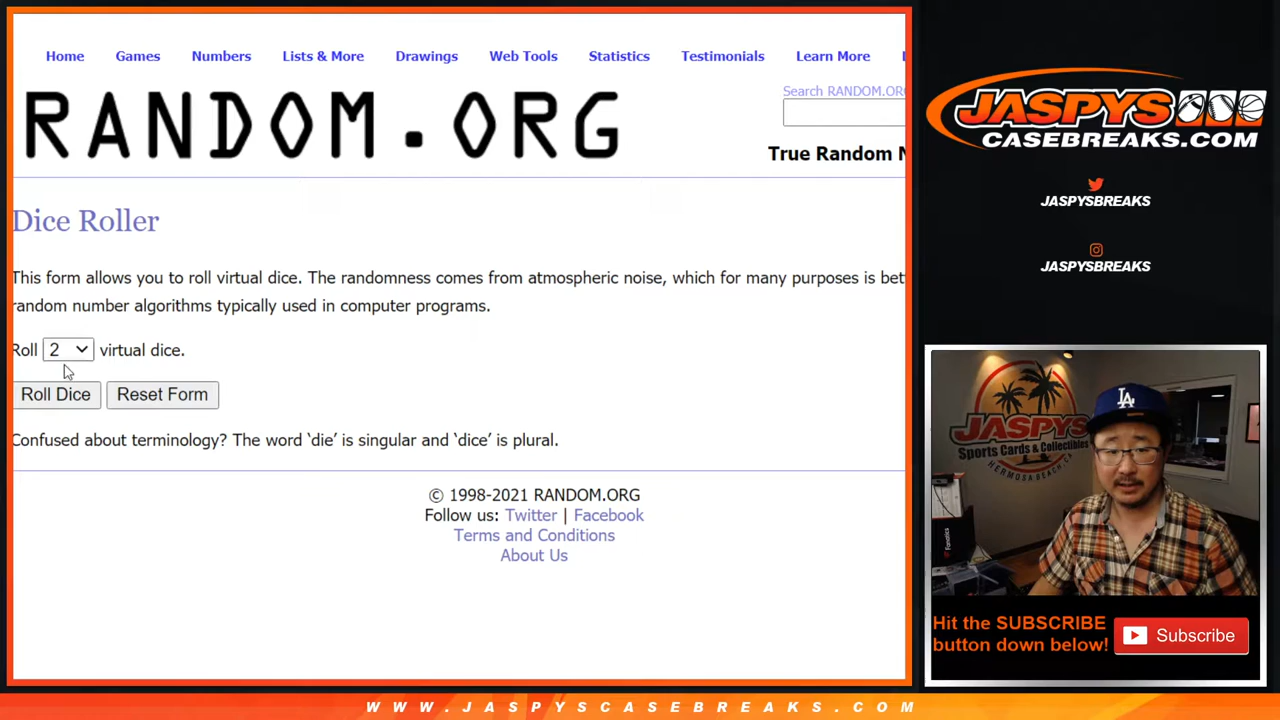 Home Games Numbers Lists & More Drawings Web Tools Statistics Testimonials Learn More
RANDOM.ORG
Search RANDOM.ORG
True Random N
Dice Roller
This form allows you to roll virtual dice. The randomness comes from atmospheric noise, which for many purposes is bet
random number algorithms typically used in computer programs.
Roll 2 virtual dice.
Roll Dice Reset Form
Confused about terminology? The word ‘die’ is singular and ‘dice’ is plural.
© 1998-2021 RANDOM.ORG
Follow us: Twitter | Facebook
Terms and Conditions
About Us
JASPYS
CASEBREAKS.COM
JASPYSBREAKS
JASPYSBREAKS
JASPYS
Sports Cards & Collectibles
HERMOSA BEACH, CA
LA
Fanatics
Hit the SUBSCRIBE
button down below!
Subscribe
WWW.JASPYSCASEBREAKS.COM